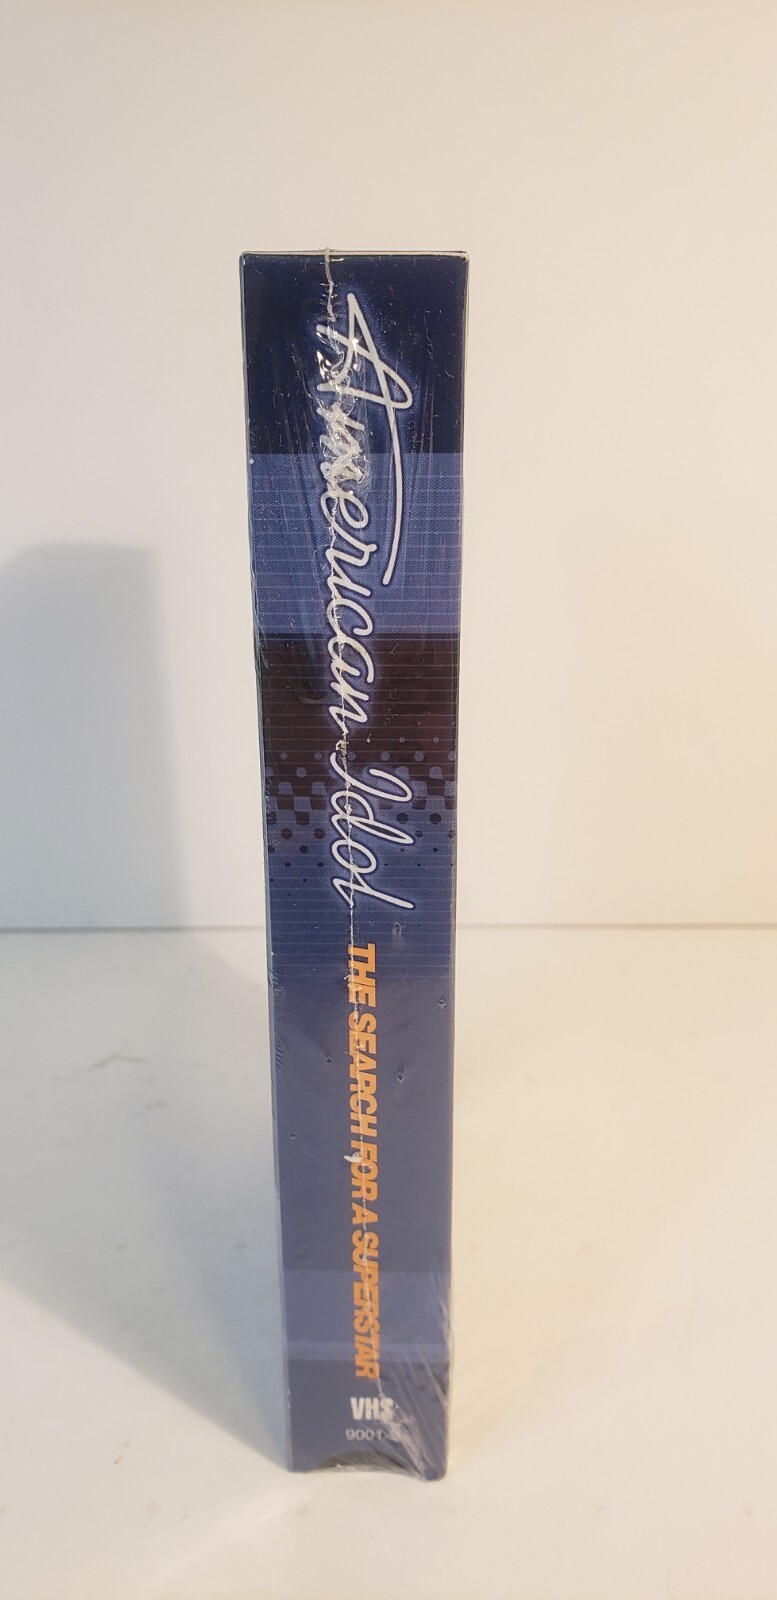 American Idol
THE SEARCH FOR A SUPERSTAR
VHS